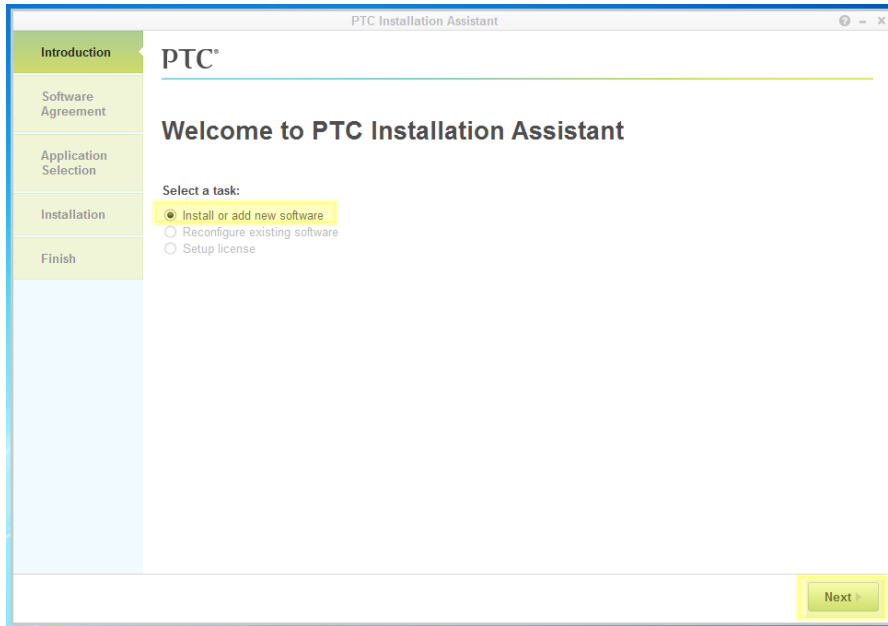 PTC Installation Assistant
Introduction
Software
Agreement
Application
Selection
Installation
Finish
PTC®
Welcome to PTC Installation Assistant
Select a task:
Install or add new software
Reconfigure existing software
Setup license
Next